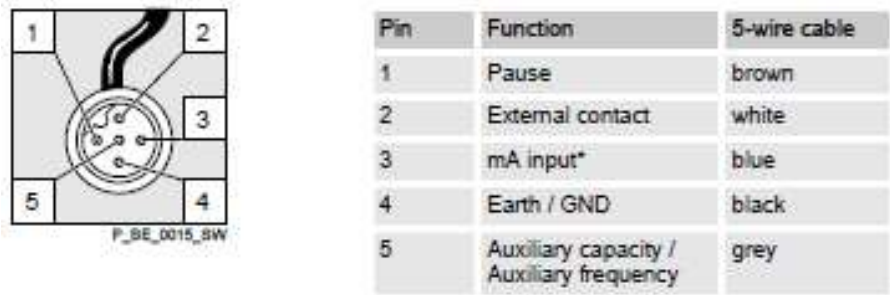 1
2
3
5
4
P_BE_0015_SW
Pin Function 5-wire cable
1 Pause brown
2 External contact white
3 mA input* blue
4 Earth / GND black
5 Auxiliary capacity / grey
Auxiliary frequency